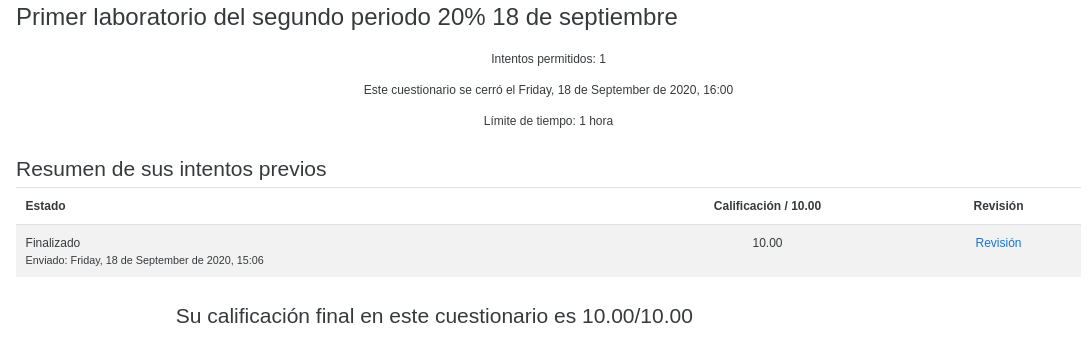 Primer laboratorio del segundo periodo 20% 18 de septiembre
Intentos permitidos: 1
Este cuestionario se cerró el Friday, 18 de September de 2020, 16:00
Límite de tiempo: 1 hora
Resumen de sus intentos previos
Estado Calificación / 10.00 Revisión
Finalizado 10.00 Revisión
Enviado: Friday, 18 de September de 2020, 15:06
Su calificación final en este cuestionario es 10.00/10.00